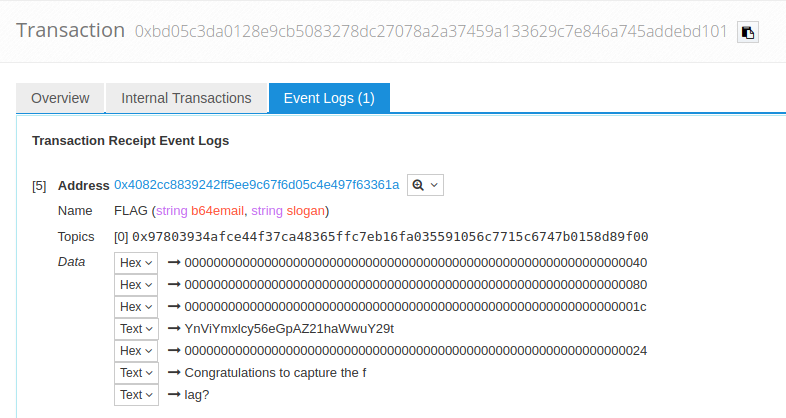 Transaction 0xbd05c3da0128e9cb5083278dc27078a2a37459a133629c7e846a745addebd101
Overview Internal Transactions Event Logs (1)
Transaction Receipt Event Logs
[5] Address 0x4082cc8839242ff5ee9c67f6d05c4e497f63361a
Name FLAG (string b64email, string slogan)
Topics [0] 0x97803934afce44f37ca48365ffc7eb16fa035591056c7715c6747b0158d89f00
Data Hex → 0000000000000000000000000000000000000000000000000000000000000040
Hex → 0000000000000000000000000000000000000000000000000000000000000080
Hex → 000000000000000000000000000000000000000000000000000000000000001c
Text → YnViYmxlcy56eGpAZ21haWwuY29t
Hex → 0000000000000000000000000000000000000000000000000000000000000024
Text → Congratulations to capture the f
Text → lag?